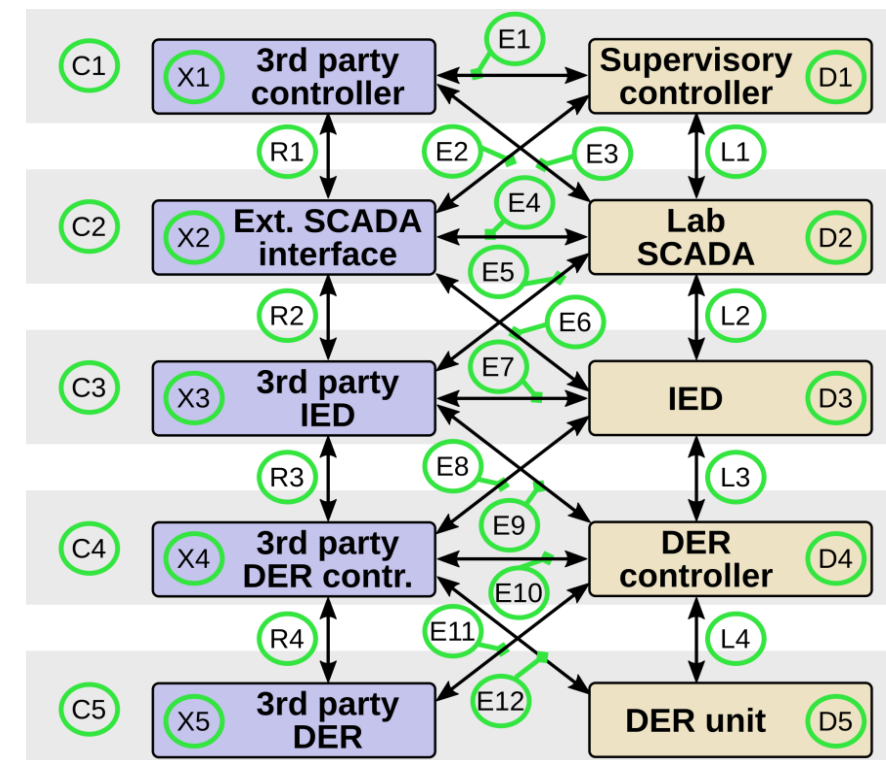 E1
C1
X1
3rd party
controller
Supervisory
controller
D1
R1
E2
E3
L1
C2
X2
Ext. SCADA
interface
E4
Lab
SCADA
D2
E5
R2
E6
L2
C3
X3
3rd party
IED
E7
IED
D3
R3
E8
E9
L3
C4
X4
3rd party
DER contr.
E10
DER
controller
D4
R4
E11
L4
E12
C5
X5
3rd party
DER
DER unit
D5